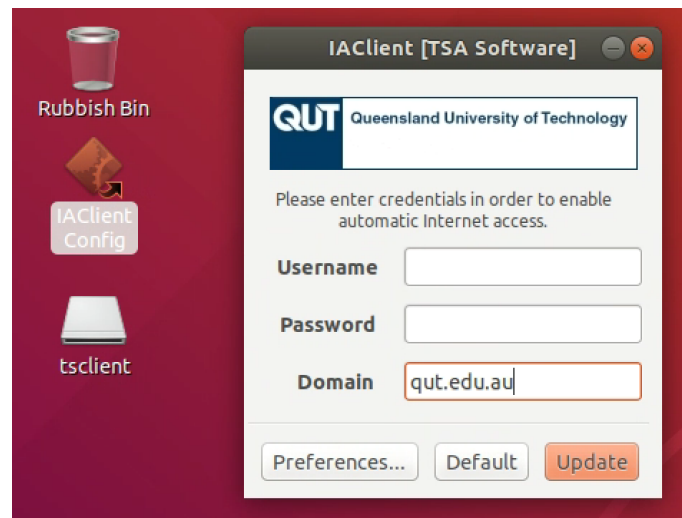 Rubbish Bin
IAClient
Config
tsclient
IAClient [TSA Software]
QUT Queensland University of Technology
Please enter credentials in order to enable
automatic Internet access.
Username
Password
Domain qut.edu.au
Preferences... Default Update